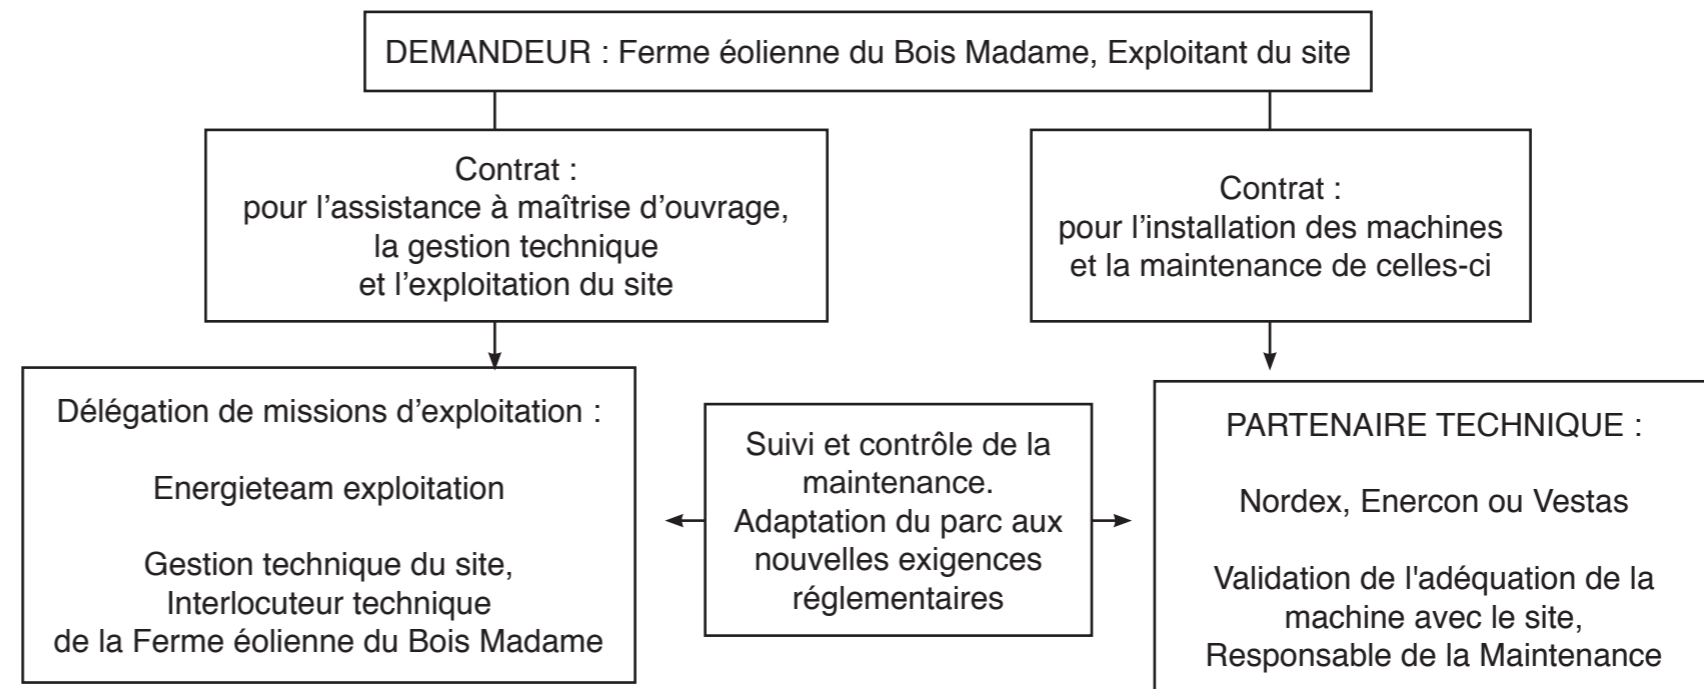 DEMANDEUR : Ferme éolienne du Bois Madame, Exploitant du site
Contrat :
pour l’assistance à maîtrise d’ouvrage,
la gestion technique
et l’exploitation du site
Contrat :
pour l’installation des machines
et la maintenance de celles-ci
Délégation de missions d’exploitation :
Energieteam exploitation
Gestion technique du site,
Interlocuteur technique
de la Ferme éolienne du Bois Madame
Suivi et contrôle de la
maintenance.
Adaptation du parc aux
nouvelles exigences
réglementaires
PARTENAIRE TECHNIQUE :
Nordex, Enercon ou Vestas
Validation de l'adéquation de la
machine avec le site,
Responsable de la Maintenance